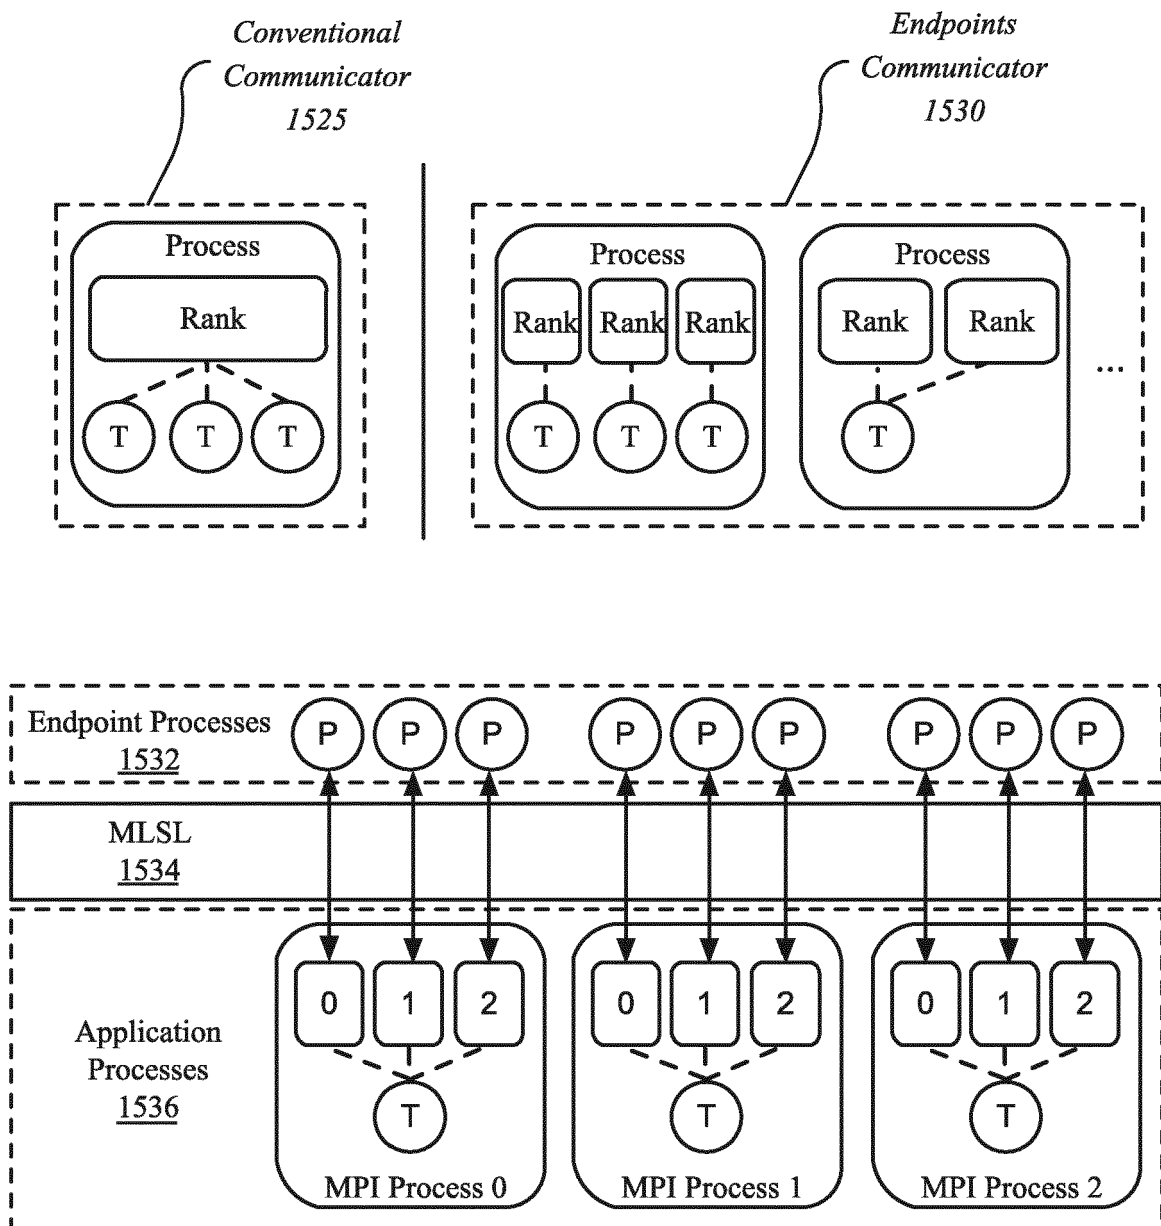 Conventional
Communicator
1525
Endpoints
Communicator
1530
Process
Rank
T T T
Process
Rank Rank Rank
T T T
Process
Rank Rank
T
...
Endpoint Processes
1532
P P P P P P P P P
MLSL
1534
Application
Processes
1536
0 1 2
T
MPI Process 0
0 1 2
T
MPI Process 1
0 1 2
T
MPI Process 2